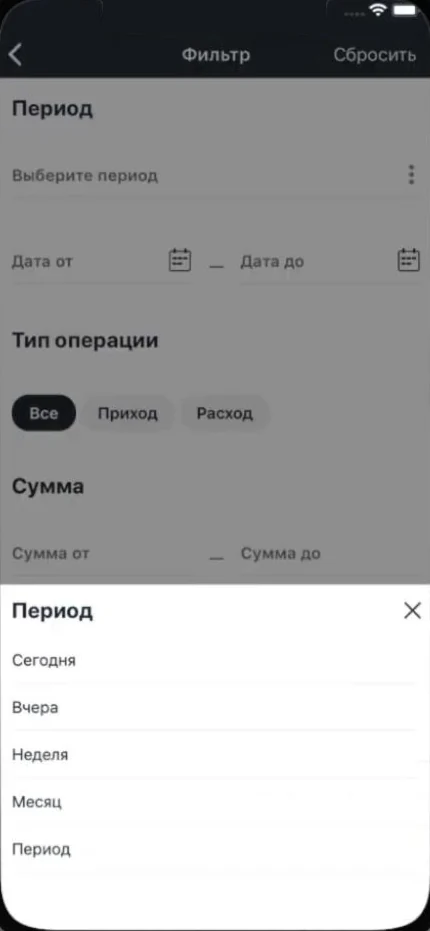 Фильтр Сбросить
Период
Выберите период
Дата от — Дата до
Тип операции
Все Приход Расход
Сумма
Сумма от — Сумма до
Период
Сегодня
Вчера
Неделя
Месяц
Период